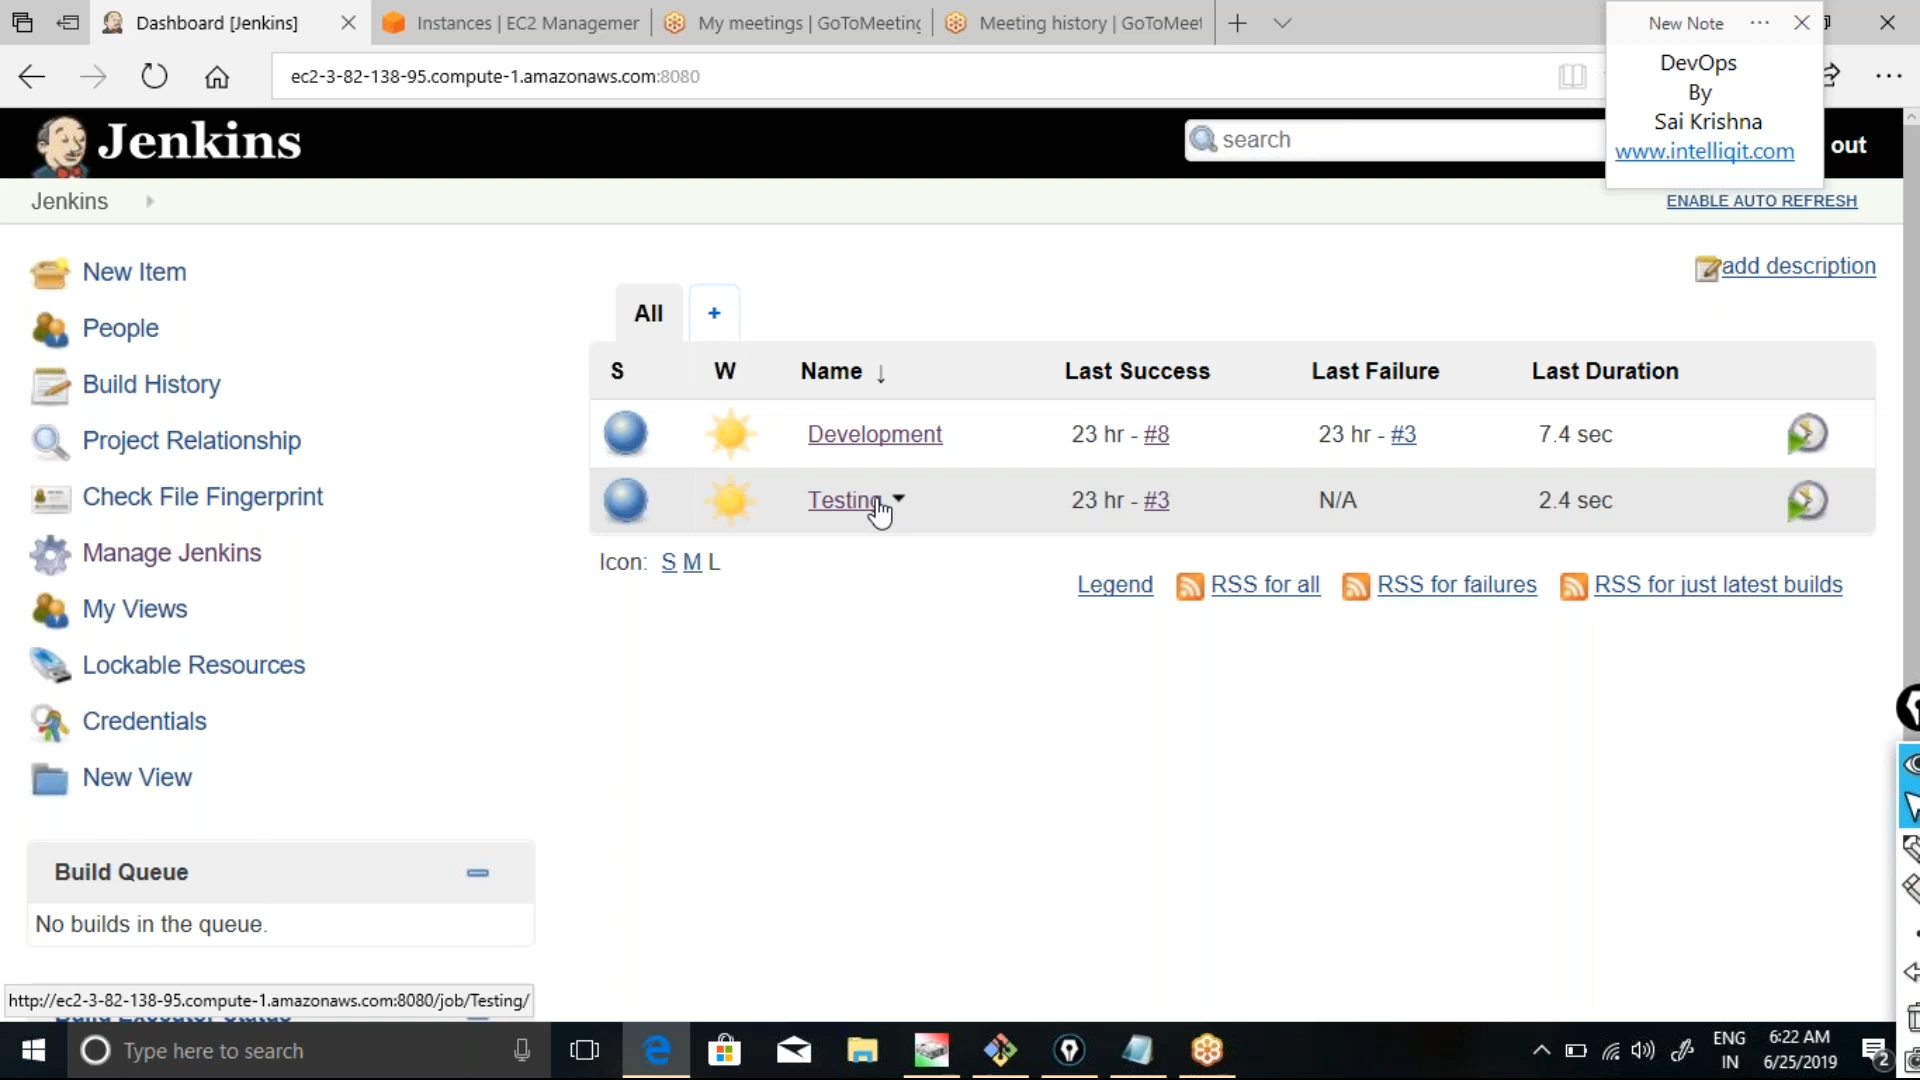 Dashboard [Jenkins]
Instances | EC2 Managemer
My meetings | GoToMeeting
Meeting history | GoToMeet
New Note
DevOps
By
Sai Krishna
www.intelliqit.com
ec2-3-82-138-95.compute-1.amazonaws.com:8080
Jenkins
search
out
Jenkins
ENABLE AUTO REFRESH
New Item
People
Build History
Project Relationship
Check File Fingerprint
Manage Jenkins
My Views
Lockable Resources
Credentials
New View
add description
All +
S W Name ↓ Last Success Last Failure Last Duration
Development 23 hr - #8 23 hr - #3 7.4 sec
Testing 23 hr - #3 N/A 2.4 sec
Icon: S M L
Legend RSS for all RSS for failures RSS for just latest builds
Build Queue
No builds in the queue.
http://ec2-3-82-138-95.compute-1.amazonaws.com:8080/job/Testing/
Type here to search
ENG
IN
6:22 AM
6/25/2019
2